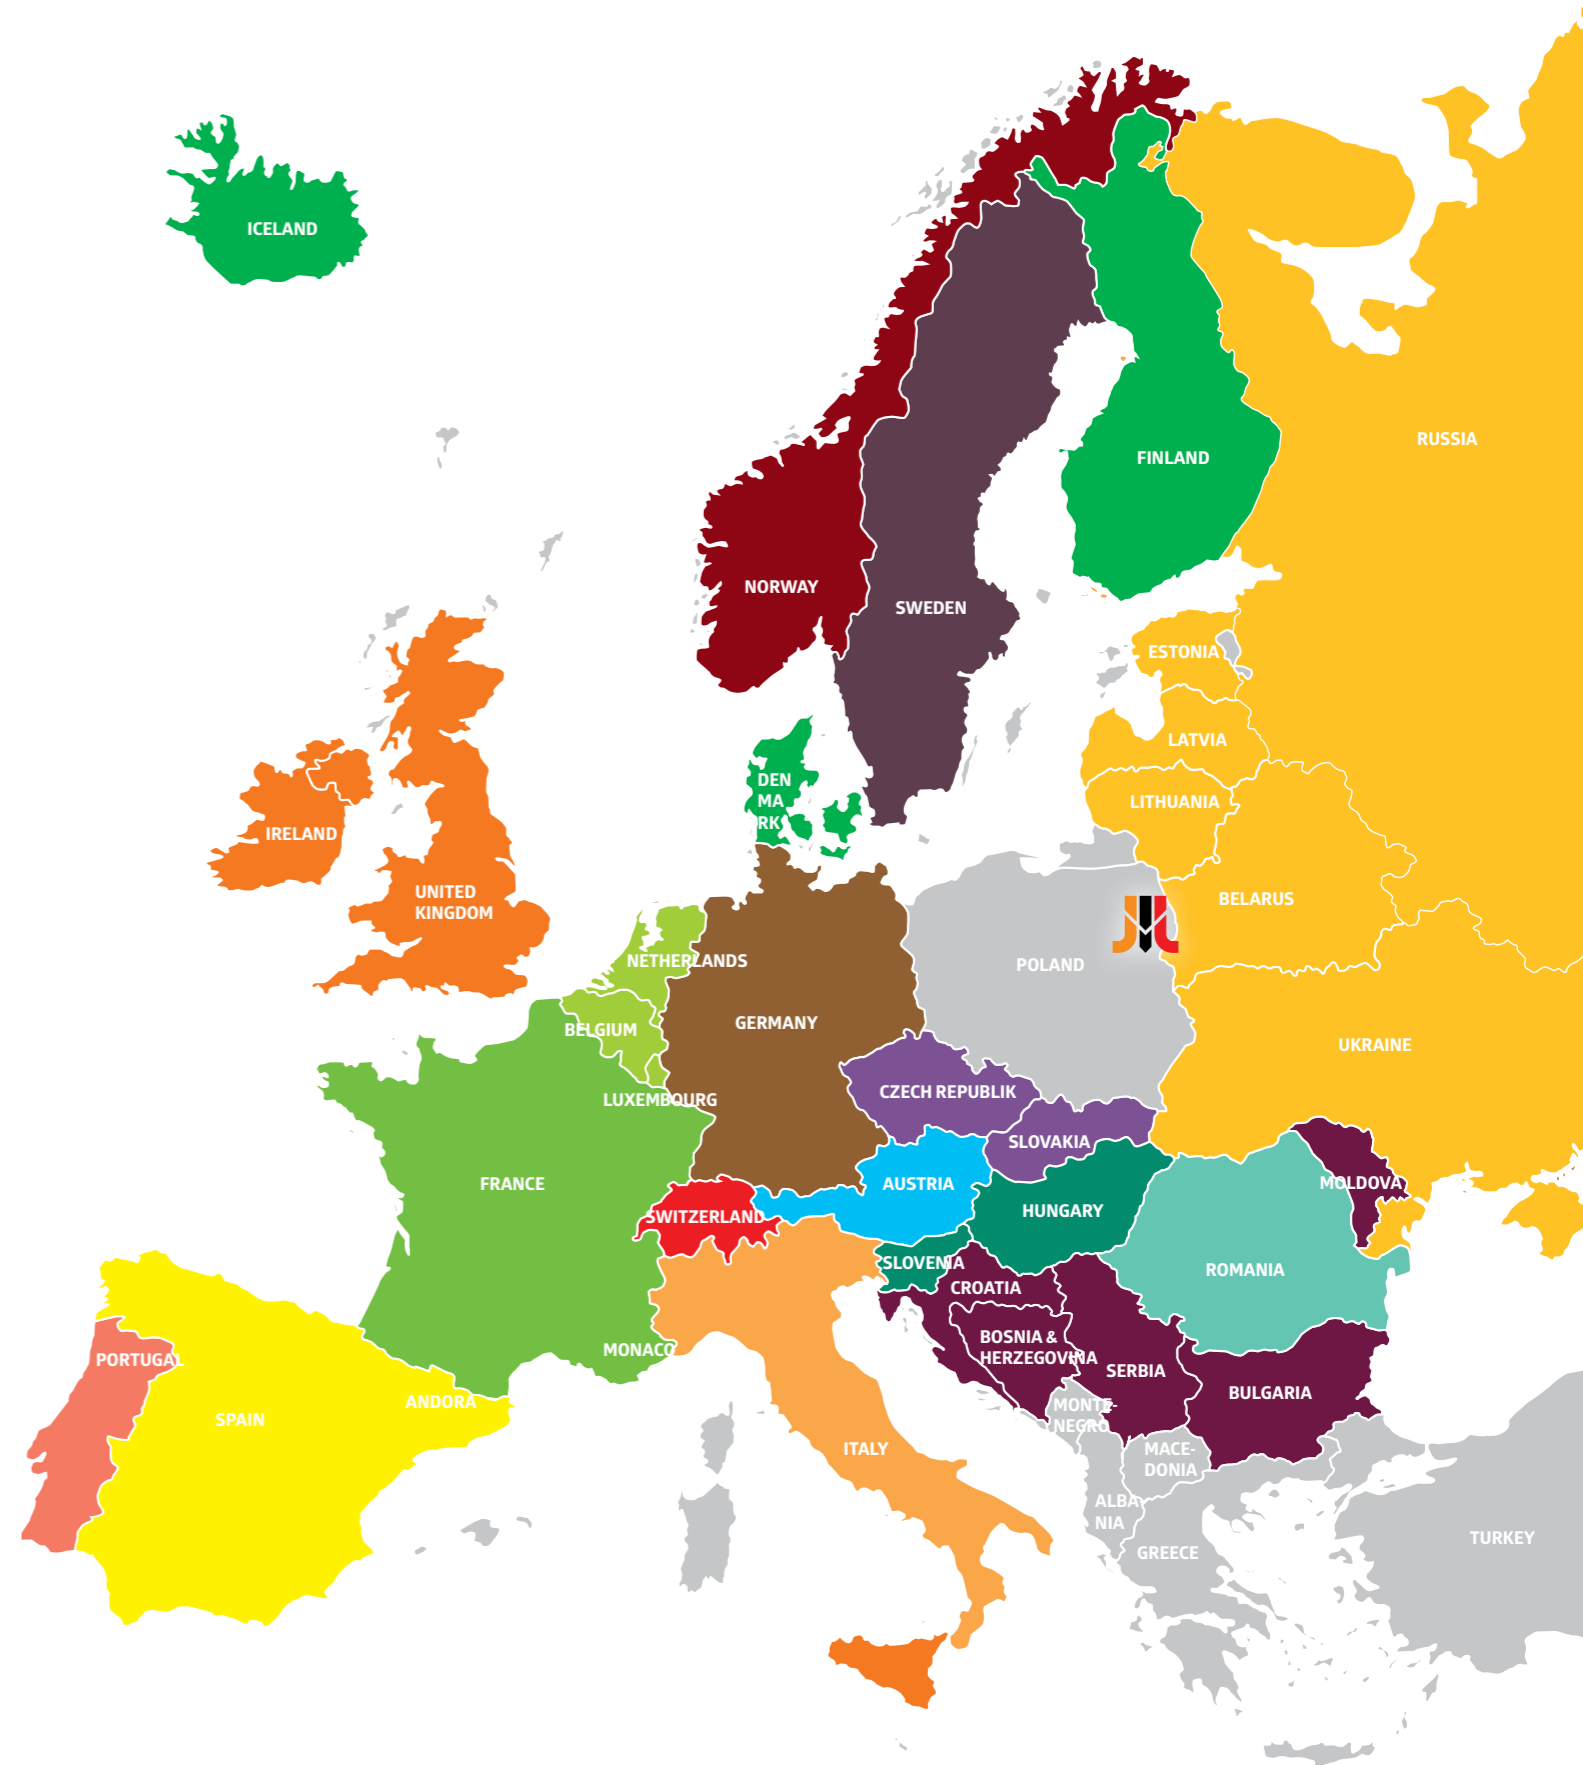 ICELAND
RUSSIA
FINLAND
NORWAY
SWEDEN
ESTONIA
LATVIA
DEN
MA
RK
LITHUANIA
IRELAND
UNITED
KINGDOM
BELARUS
NETHERLANDS
POLAND
GERMANY
BELGIUM
UKRAINE
CZECH REPUBLIK
LUXEMBOURG
SLOVAKIA
FRANCE
AUSTRIA
MOLDOVA
SWITZERLAND
HUNGARY
SLOVENIA
ROMANIA
CROATIA
BOSNIA &
HERZEGOVINA
MONACO
PORTUGAL
SERBIA
BULGARIA
ANDORA
SPAIN
MONTE-
NEGRO
ITALY
MACE-
DONIA
ALBA-
NIA
GREECE
TURKEY